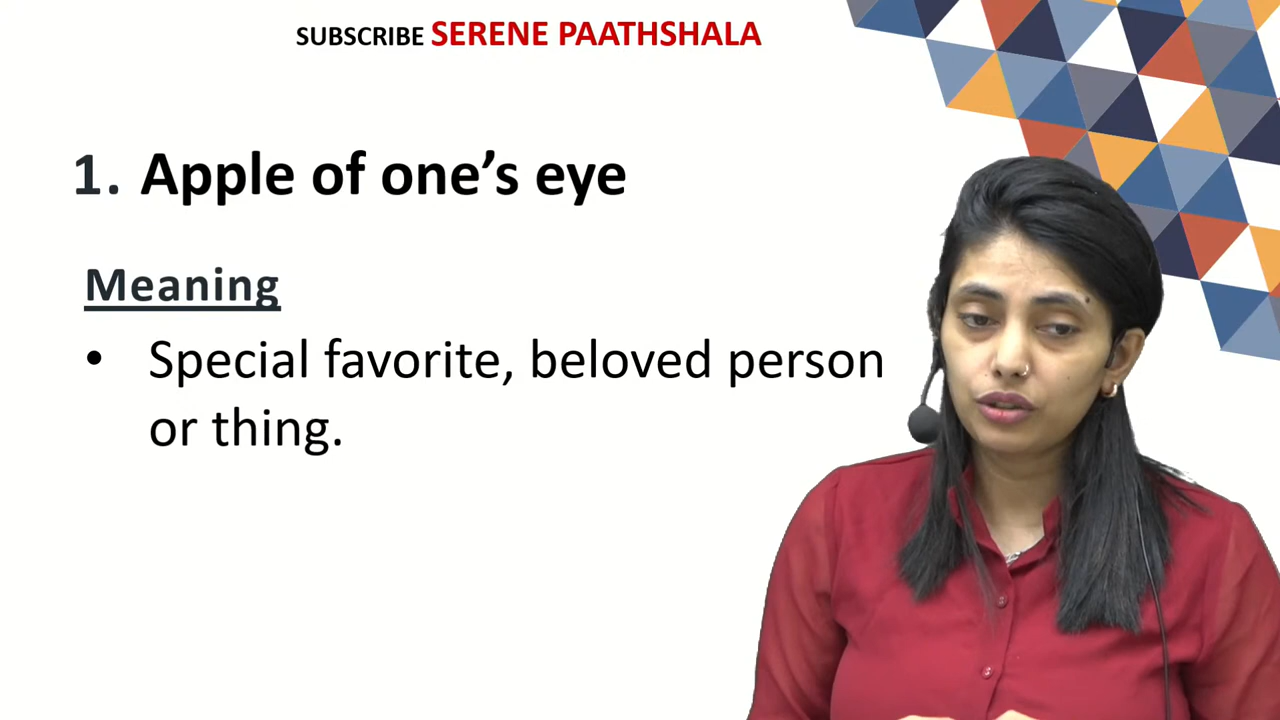 SUBSCRIBE SERENE PAATHSHALA
1. Apple of one’s eye
Meaning
• Special favorite, beloved person
or thing.